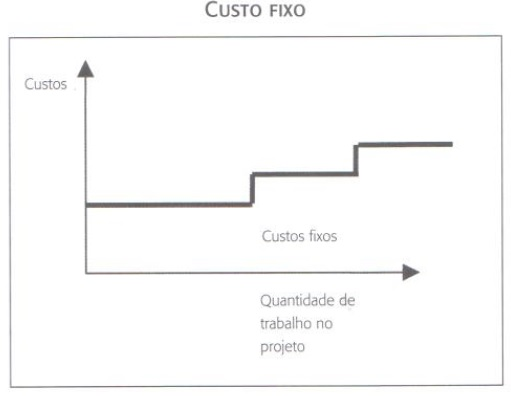 CUSTO FIXO
Custos
Custos fixos
Quantidade de
trabalho no
projeto